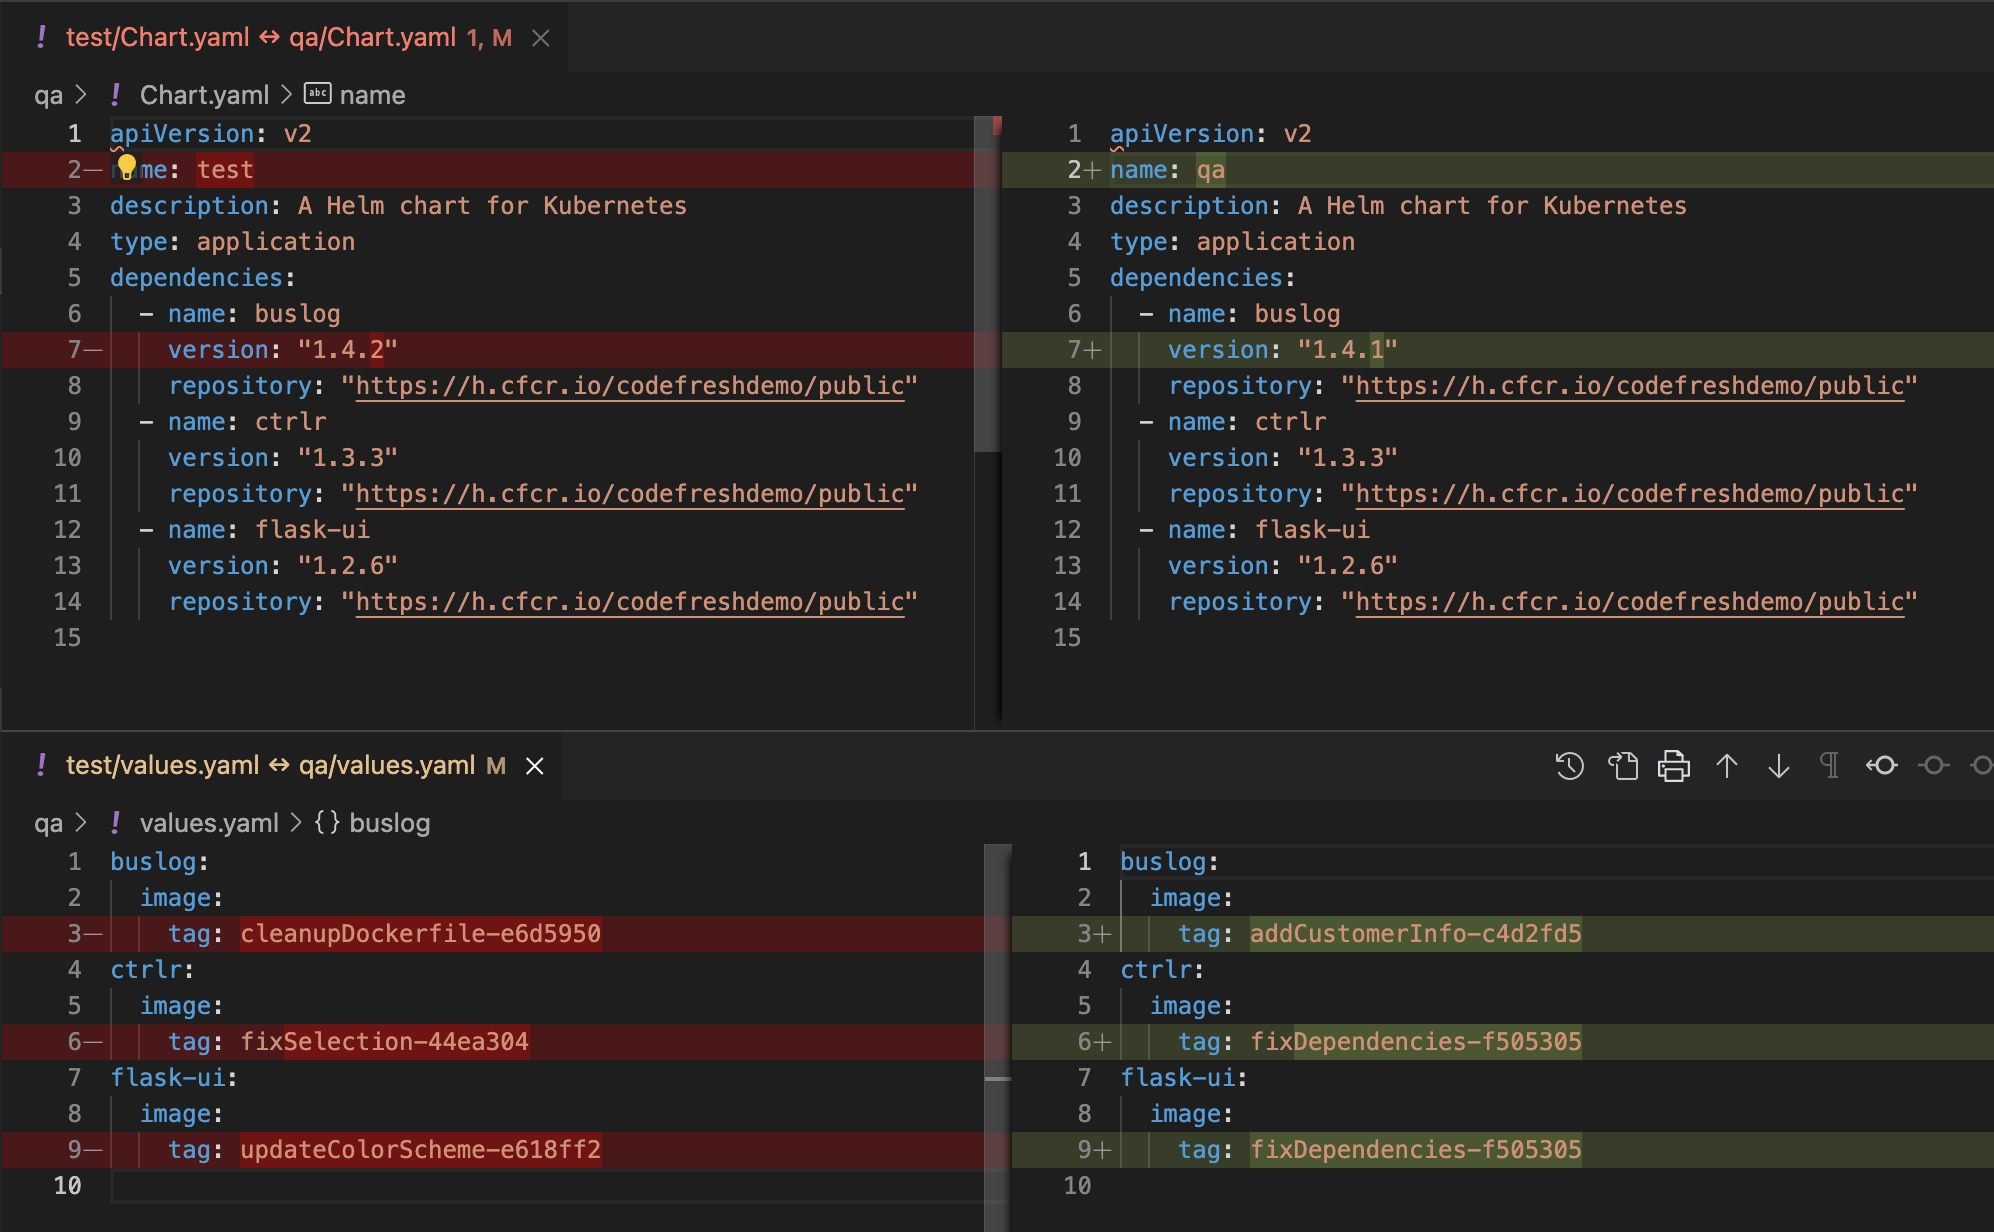 ! test/Chart.yaml ↔ qa/Chart.yaml 1, M
qa > ! Chart.yaml > abc name
1 apiVersion: v2
2— me: test
3 description: A Helm chart for Kubernetes
4 type: application
5 dependencies:
6 - name: buslog
7— version: "1.4.2"
8 repository: "https://h.cfcr.io/codefreshdemo/public"
9 - name: ctrlr
10 version: "1.3.3"
11 repository: "https://h.cfcr.io/codefreshdemo/public"
12 - name: flask-ui
13 version: "1.2.6"
14 repository: "https://h.cfcr.io/codefreshdemo/public"
15
1 apiVersion: v2
2+ name: qa
3 description: A Helm chart for Kubernetes
4 type: application
5 dependencies:
6 - name: buslog
7+ version: "1.4.1"
8 repository: "https://h.cfcr.io/codefreshdemo/public"
9 - name: ctrlr
10 version: "1.3.3"
11 repository: "https://h.cfcr.io/codefreshdemo/public"
12 - name: flask-ui
13 version: "1.2.6"
14 repository: "https://h.cfcr.io/codefreshdemo/public"
15
! test/values.yaml ↔ qa/values.yaml M
qa > ! values.yaml > {} buslog
1 buslog:
2 image:
3— tag: cleanupDockerfile-e6d5950
4 ctrlr:
5 image:
6— tag: fixSelection-44ea304
7 flask-ui:
8 image:
9— tag: updateColorScheme-e618ff2
10
1 buslog:
2 image:
3+ tag: addCustomerInfo-c4d2fd5
4 ctrlr:
5 image:
6+ tag: fixDependencies-f505305
7 flask-ui:
8 image:
9+ tag: fixDependencies-f505305
10